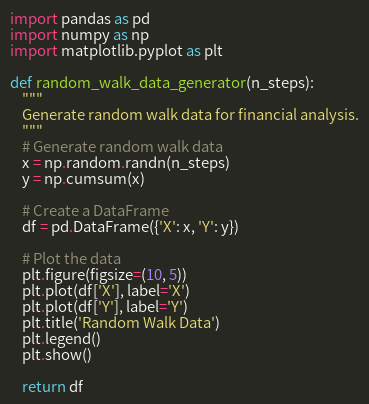 import pandas as pd
import numpy as np
import matplotlib.pyplot as plt

def random_walk_data_generator(n_steps):
    """
    Generate random walk data for financial analysis.
    """
    # Generate random walk data
    x = np.random.randn(n_steps)
    y = np.cumsum(x)

    # Create a DataFrame
    df = pd.DataFrame({'X': x, 'Y': y})

    # Plot the data
    plt.figure(figsize=(10, 5))
    plt.plot(df['X'], label='X')
    plt.plot(df['Y'], label='Y')
    plt.title('Random Walk Data')
    plt.legend()
    plt.show()

    return df